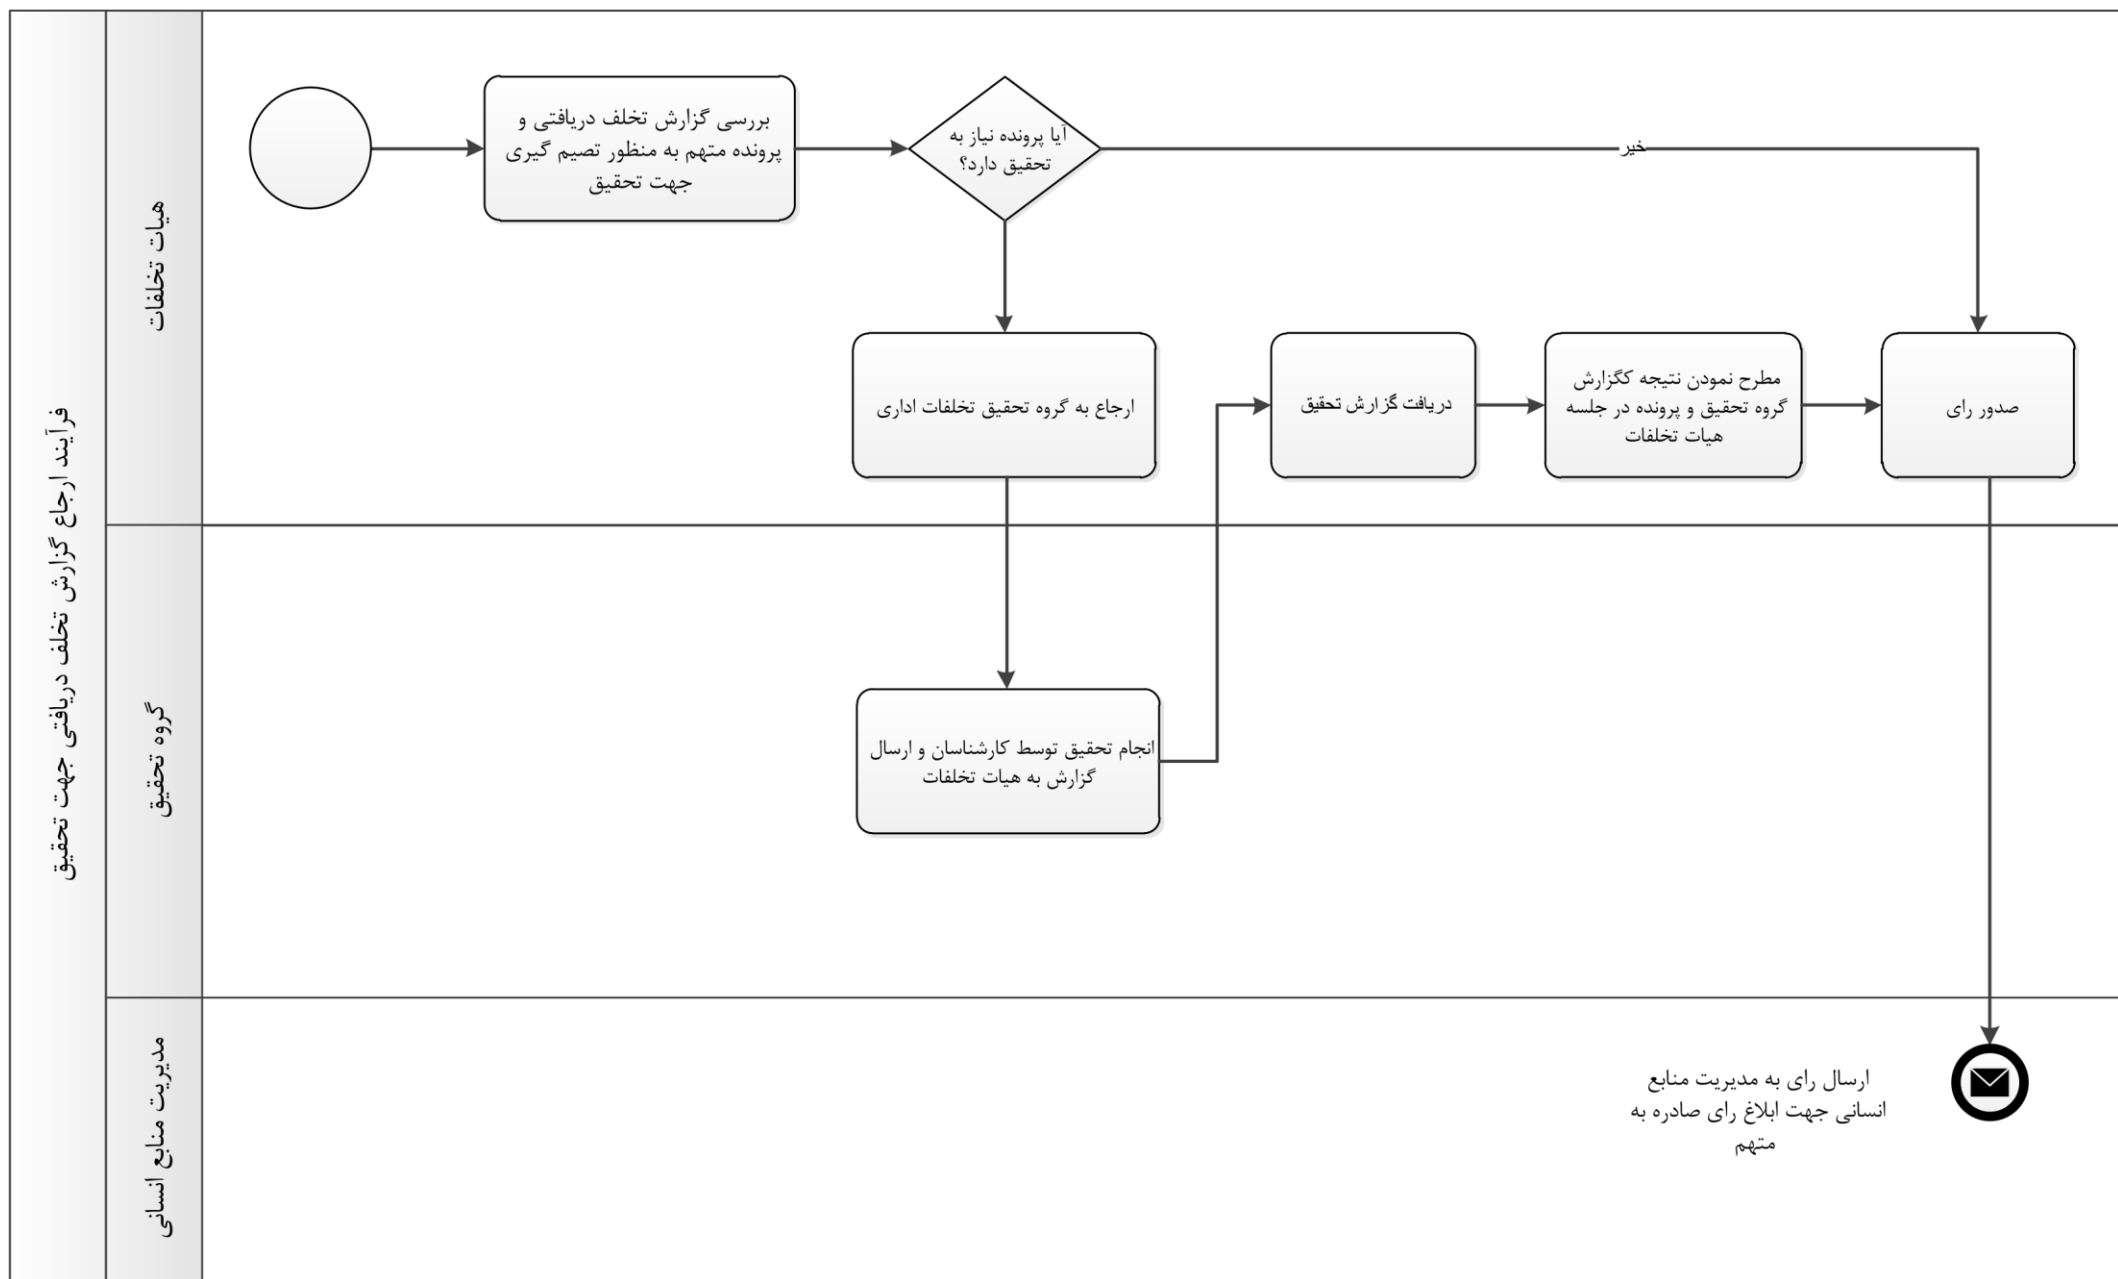 فرآیند ارجاع گزارش تخلف دریافتی جهت تحقیق
هیات تخلفات
بررسی گزارش تخلف دریافتی و
پرونده متهم به منظور تصیم گیری
جهت تحقیق
آیا پرونده نیاز به
تحقیق دارد؟
خیر
ارجاع به گروه تحقیق تخلفات اداری
دریافت گزارش تحقیق
مطرح نمودن نتیجه کگزارش
گروه تحقیق و پرونده در جلسه
هیات تخلفات
صدور رای
گروه تحقیق
انجام تحقیق توسط کارشناسان و ارسال
گزارش به هیات تخلفات
مدیریت منابع انسانی
ارسال رای به مدیریت منابع
انسانی جهت ابلاغ رای صادره به
متهم